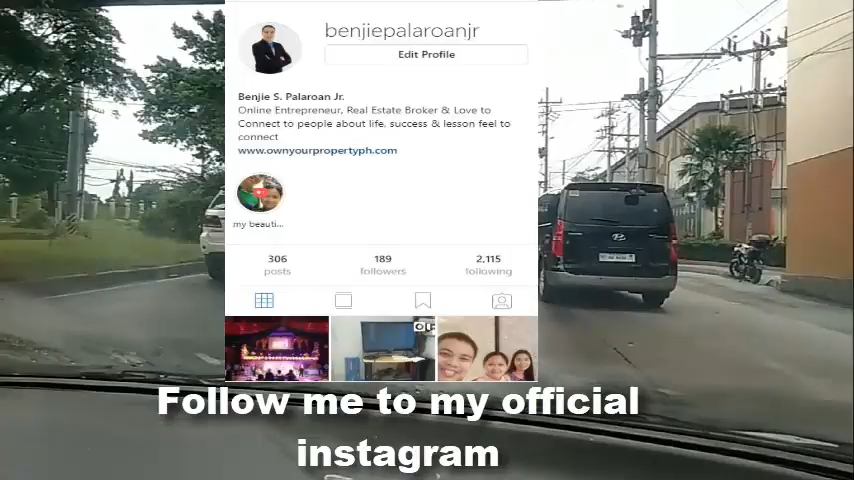 benjiepalaroanjr
Edit Profile
Benjie S. Palaroan Jr.
Online Entrepreneur, Real Estate Broker & Love to
Connect to people about life, success & lesson feel to
connect
www.ownyourpropertyph.com
my beauti...
306 189 2,115
posts followers following
Follow me to my official
instagram